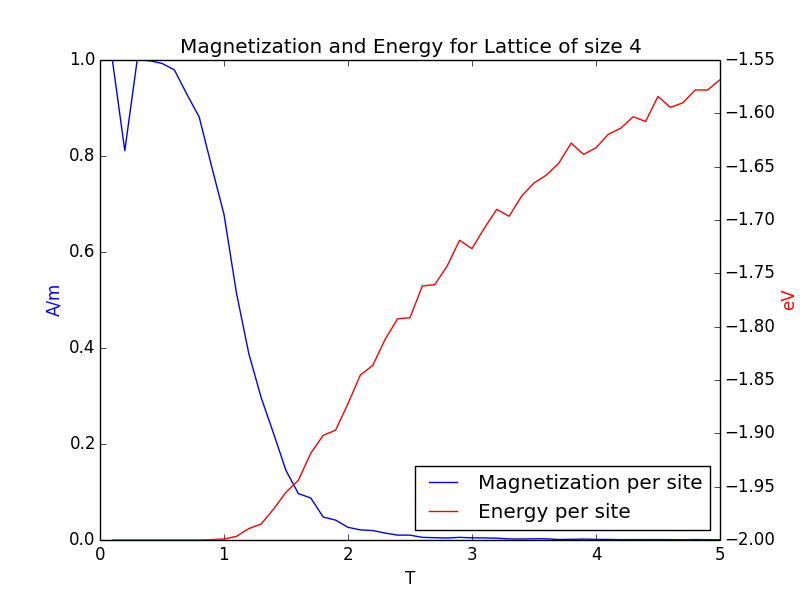 Magnetization and Energy for Lattice of size 4
1.0
0.8
0.6
0.4
0.2
0.0
A/m
−1.55
−1.60
−1.65
−1.70
−1.75
−1.80
−1.85
−1.90
−1.95
−2.00
eV
Magnetization per site
Energy per site
0 1 2 3 4 5
T